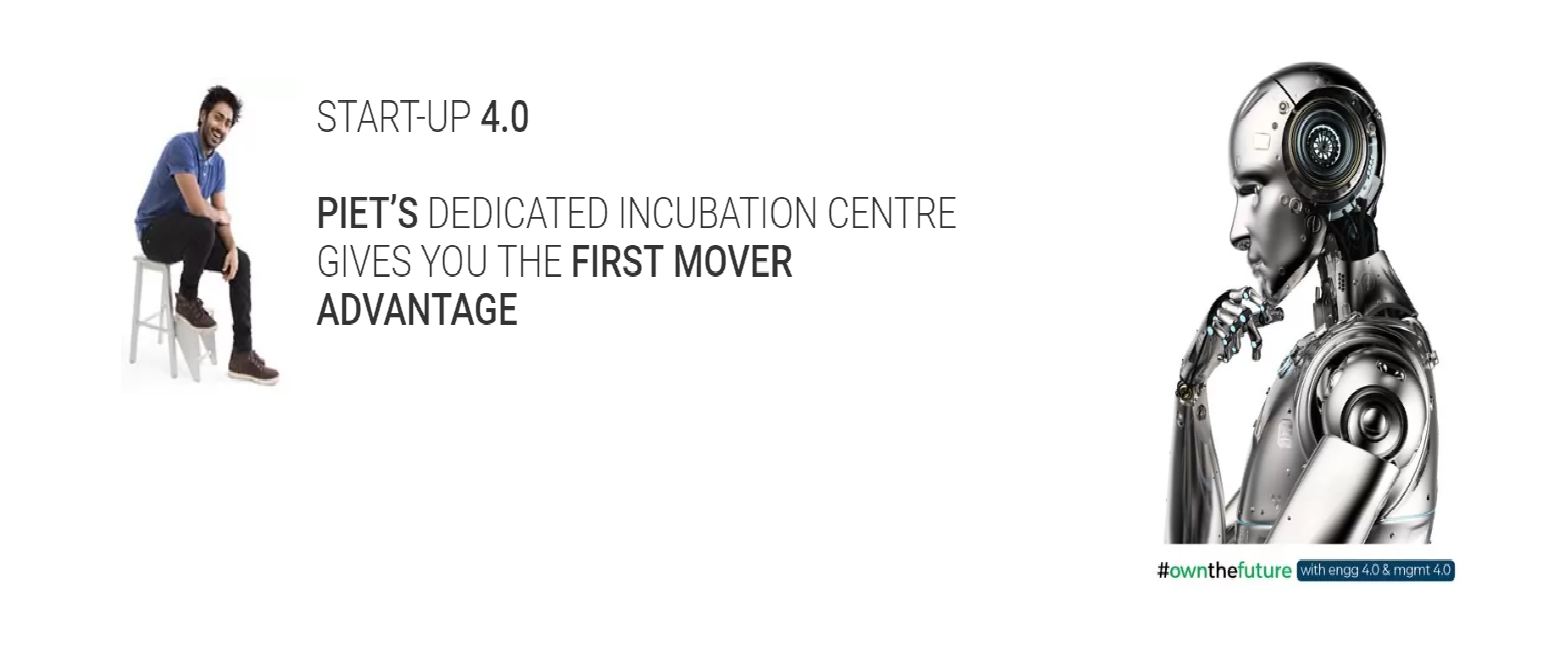 START-UP 4.0
PIET’S DEDICATED INCUBATION CENTRE
GIVES YOU THE FIRST MOVER
ADVANTAGE
#ownthefuture with engg 4.0 & mgmt 4.0